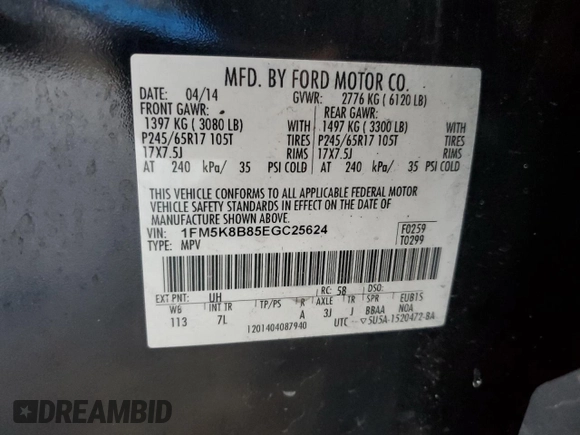 MFD. BY FORD MOTOR CO.
DATE: 04/14 GVWR: 2776 KG ( 6120 LB)
FRONT GAWR: REAR GAWR:
1397 KG ( 3080 LB) WITH 1497 KG ( 3300 LB) WITH
P245/65R17 105T TIRES P245/65R17 105T TIRES
17X7.5J RIMS 17X7.5J RIMS
AT 240 kPa/ 35 PSI COLD AT 240 kPa/ 35 PSI COLD
THIS VEHICLE CONFORMS TO ALL APPLICABLE FEDERAL MOTOR
VEHICLE SAFETY STANDARDS IN EFFECT ON THE DATE OF
MANUFACTURE SHOWN ABOVE.
VIN: 1FM5K8B85EGC25624 F0259
TYPE: MPV T0299
EXT PNT: UH RC: 58
W6 INT TR TP/PS R AXLE TR SPR EU81S
113 7L A 3J J BBAA NOA
1201404087940 UTC ▽5U5A-1520472-BA
DREAMBID